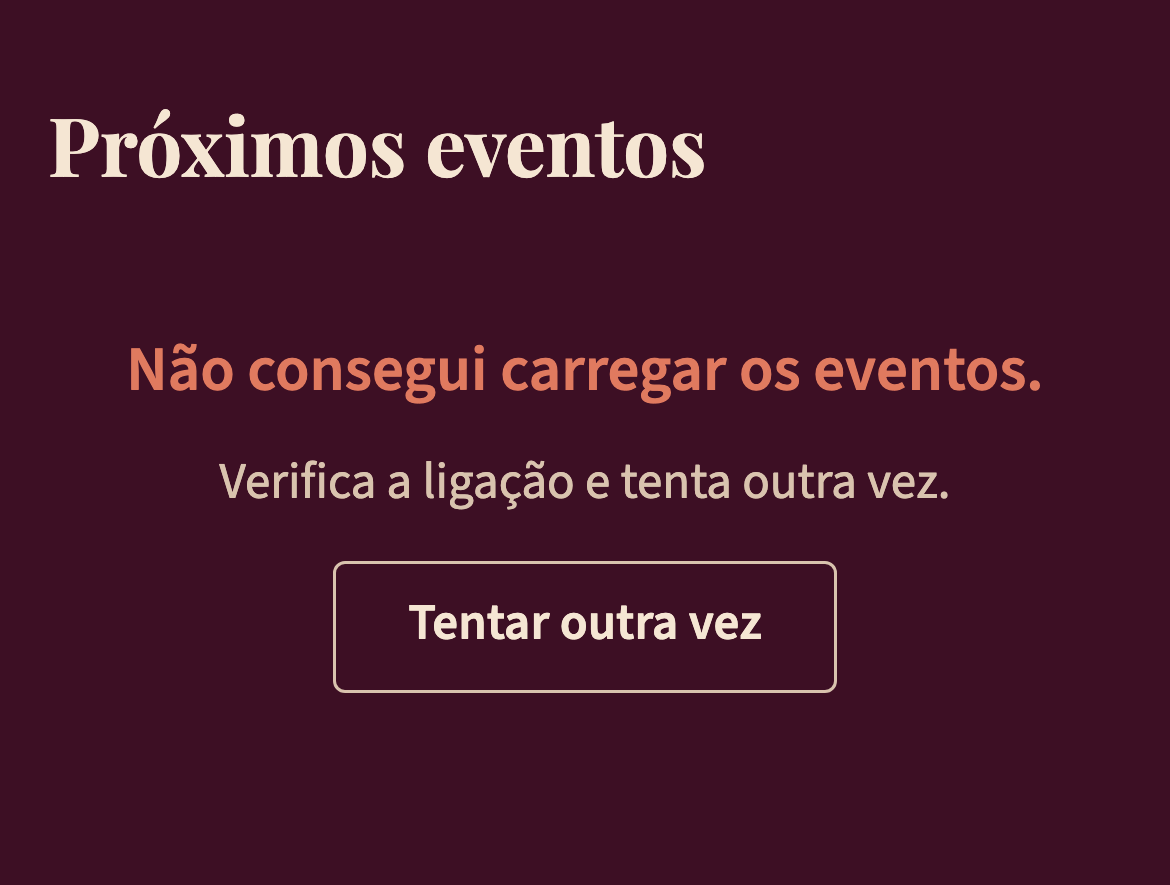 Próximos eventos
Não consegui carregar os eventos.
Verifica a ligação e tenta outra vez.
Tentar outra vez